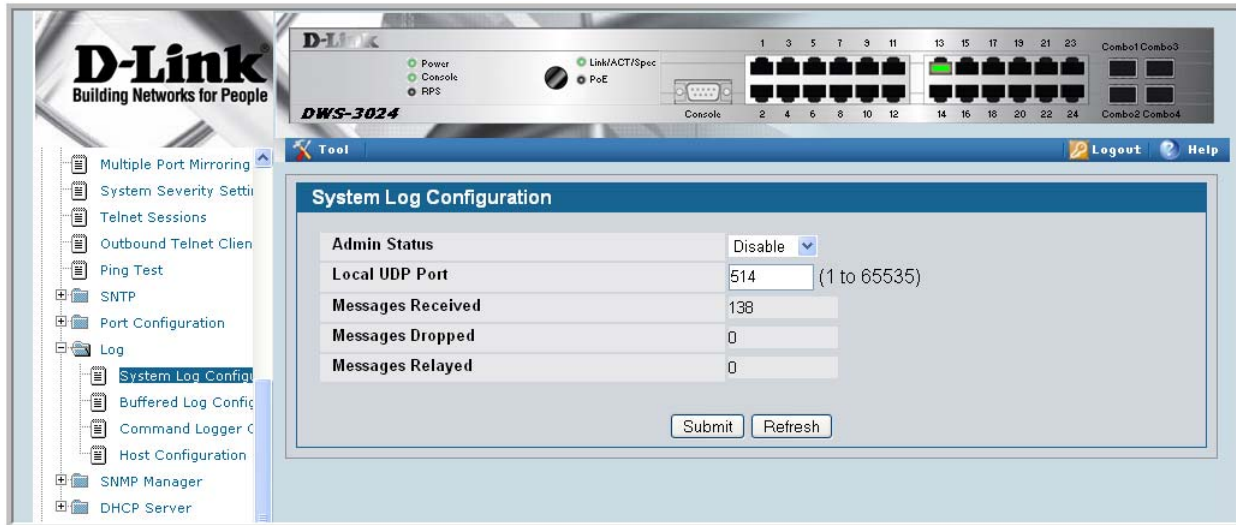 D-Link
Building Networks for People
D-Link
Power
Console
RPS
Link/ACT/Spec
PoE
DWS-3024
Console
1 3 5 7 9 11 13 15 17 19 21 23
Combo1 Combo3
2 4 6 8 10 12 14 16 18 20 22 24
Combo2 Combo4
Tool
Logout
Help
Multiple Port Mirroring
System Severity Settin
Telnet Sessions
Outbound Telnet Clien
Ping Test
SNTP
Port Configuration
Log
System Log Configu
Buffered Log Config
Command Logger C
Host Configuration
SNMP Manager
DHCP Server
System Log Configuration
Admin Status Disable
Local UDP Port 514 (1 to 65535)
Messages Received 138
Messages Dropped 0
Messages Relayed 0
Submit Refresh